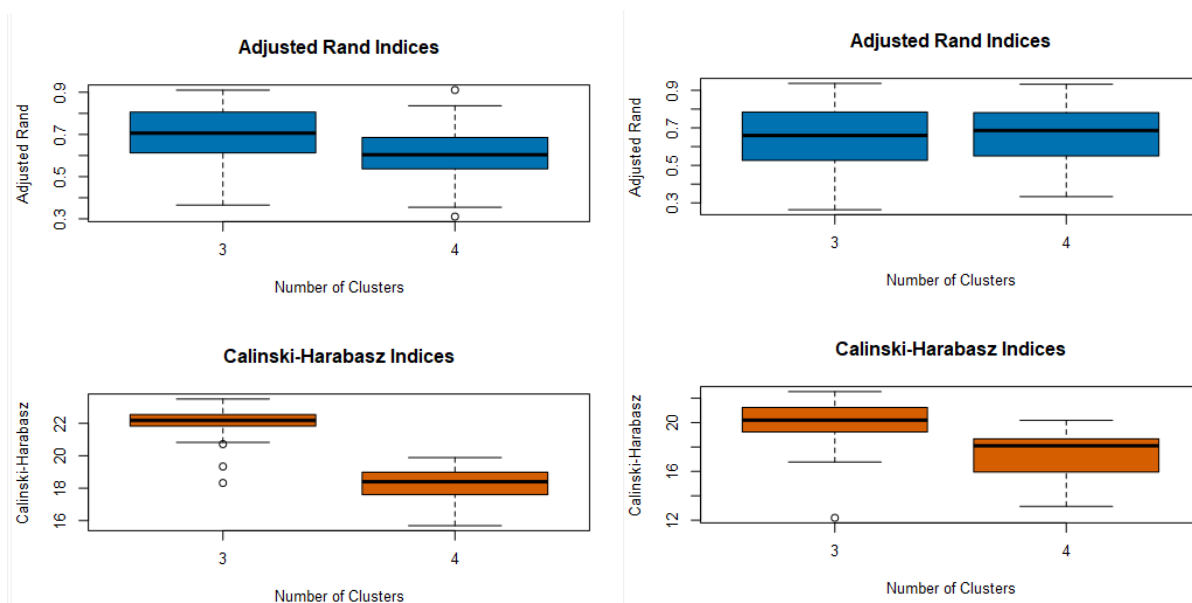 Adjusted Rand Indices
Adjusted Rand
0.9
0.7
0.5
0.3
3 4
Number of Clusters
Adjusted Rand Indices
Adjusted Rand
0.9
0.7
0.5
0.3
3 4
Number of Clusters
Calinski-Harabasz Indices
Calinski-Harabasz
22
20
18
16
3 4
Number of Clusters
Calinski-Harabasz Indices
Calinski-Harabasz
20
16
12
3 4
Number of Clusters